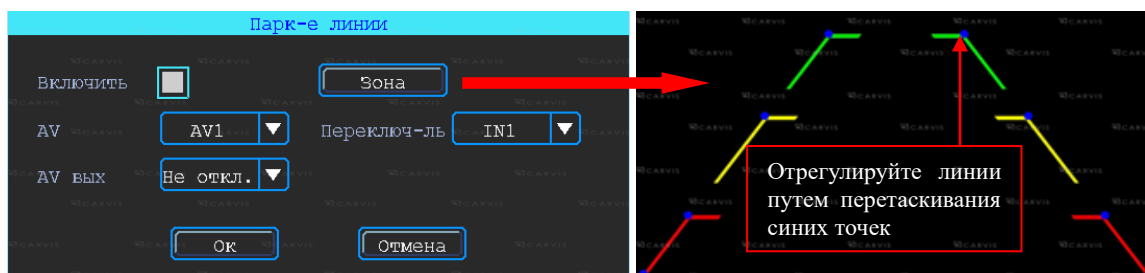 Парк-е линии
Включить
Зона
AV
AV1
Переключ-ль
IN1
AV вых
Не откл.
Ок
Отмена
Отрегулируйте линии
путем перетаскивания
синих точек
CARVIS